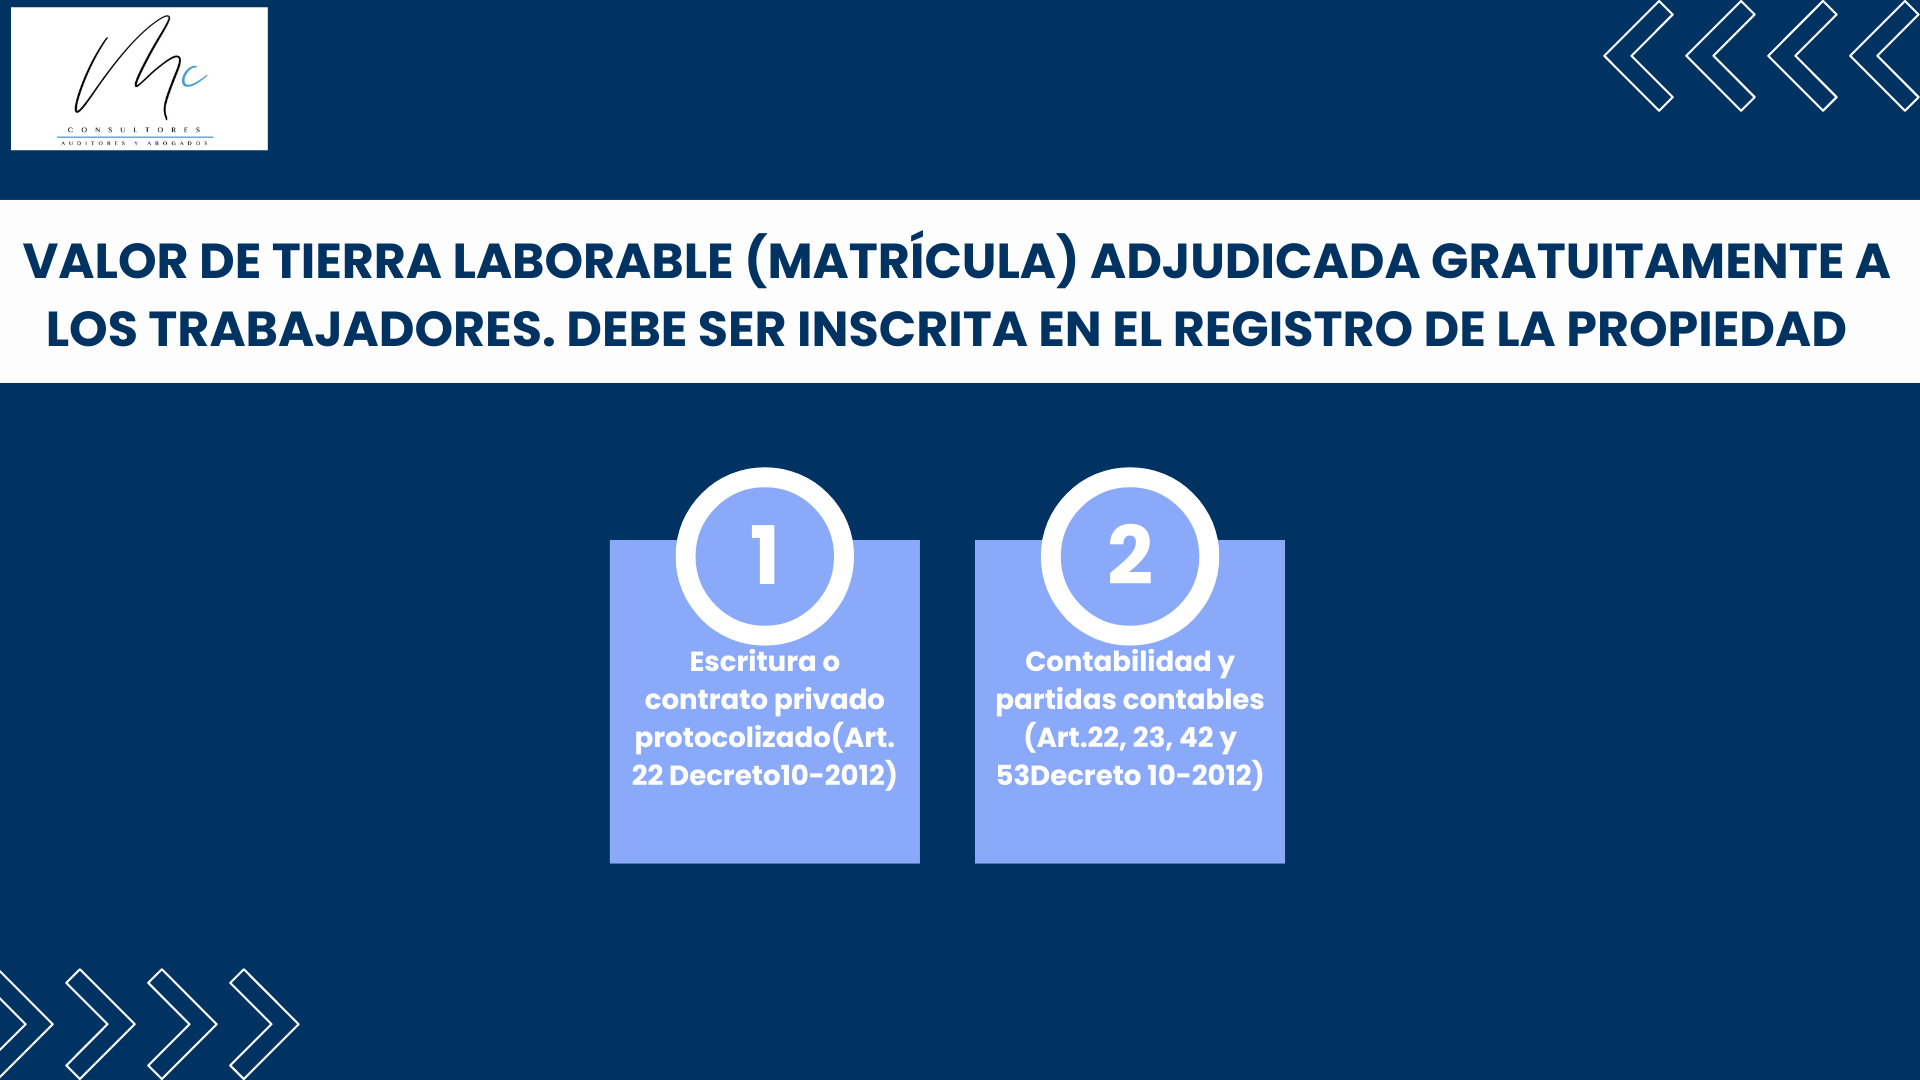 Mc
CONSULTORES
AUDITORES Y ABOGADOS
VALOR DE TIERRA LABORABLE (MATRÍCULA) ADJUDICADA GRATUITAMENTE A
LOS TRABAJADORES. DEBE SER INSCRITA EN EL REGISTRO DE LA PROPIEDAD
1
Escritura o
contrato privado
protocolizado(Art.
22 Decreto10-2012)
2
Contabilidad y
partidas contables
(Art.22, 23, 42 y
53Decreto 10-2012)